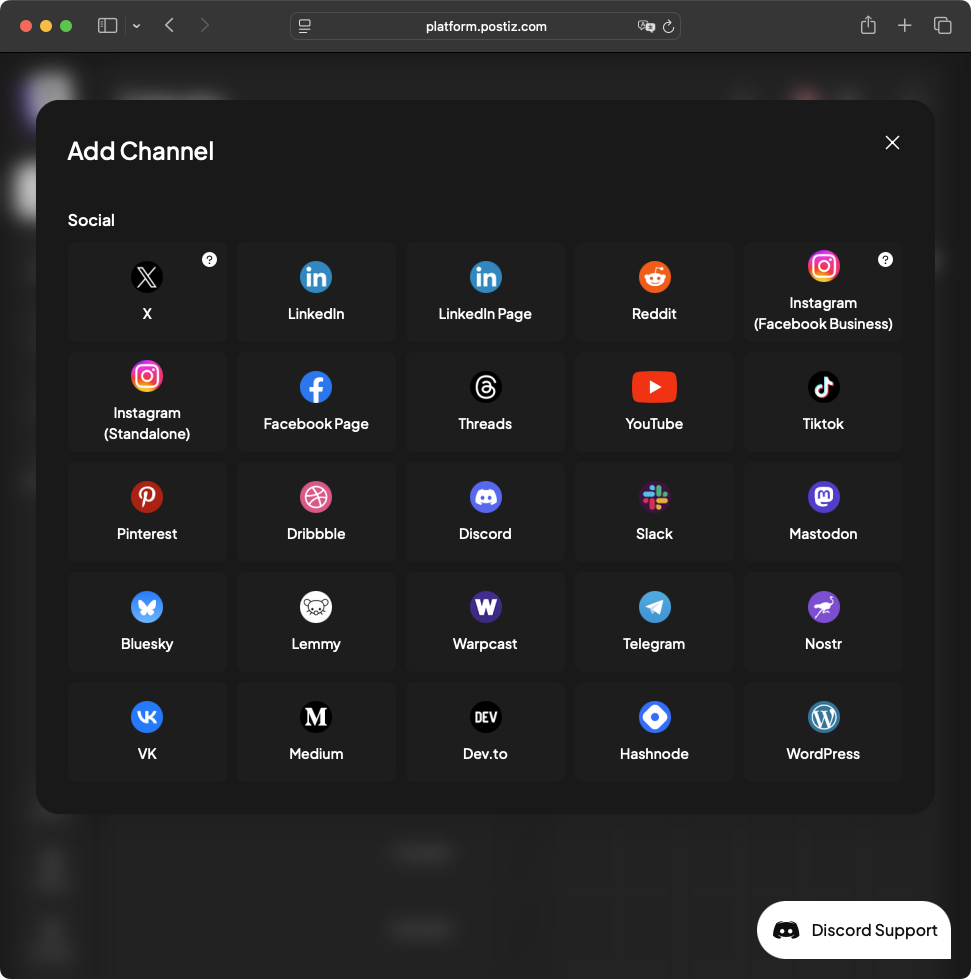 platform.postiz.com
Add Channel
Social
X
?
LinkedIn
LinkedIn Page
Reddit
?
Instagram
(Facebook Business)
Instagram
(Standalone)
Facebook Page
Threads
YouTube
Tiktok
Pinterest
Dribbble
Discord
Slack
Mastodon
Bluesky
Lemmy
W
Warpcast
Telegram
Nostr
VK
VK
M
Medium
DEV
Dev.to
Hashnode
WordPress
Discord Support